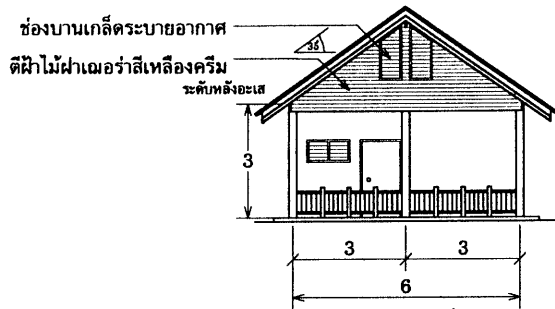 ช่องบานเกล็ดระบายอากาศ
35
ตีฝ้าไม้ฝาเฌอร่าสีเหลืองครีม
ระดับหลังอะเส
3
3
3
6